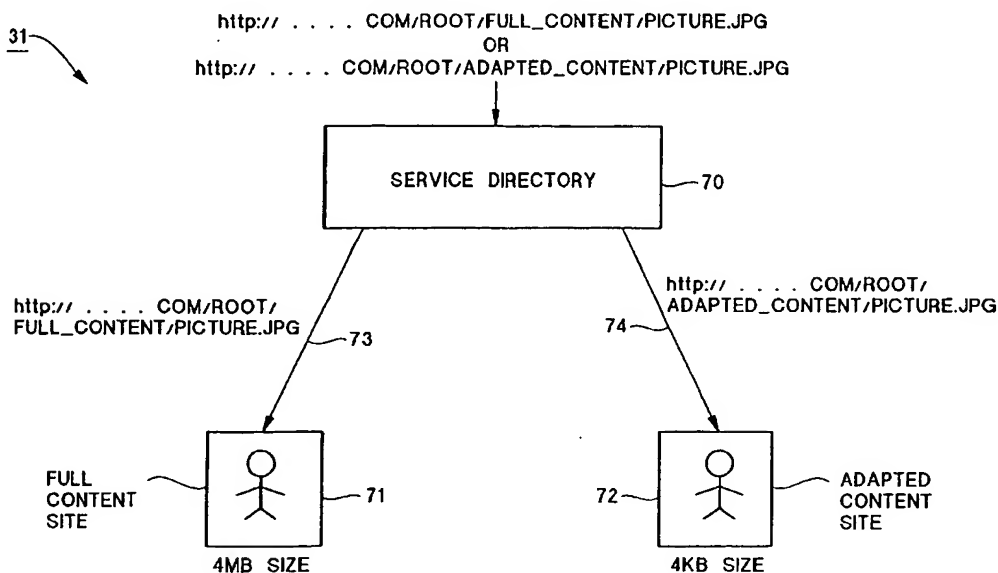 http:// . . . . COM/ROOT/FULL_CONTENT/PICTURE.JPG
31
OR
http:// . . . . COM/ROOT/ADAPTED_CONTENT/PICTURE.JPG
SERVICE DIRECTORY
70
http:// . . . . COM/ROOT/
FULL_CONTENT/PICTURE.JPG
73
http:// . . . . COM/ROOT/
ADAPTED_CONTENT/PICTURE.JPG
74
FULL
CONTENT
SITE
71
4MB SIZE
72
ADAPTED
CONTENT
SITE
4KB SIZE